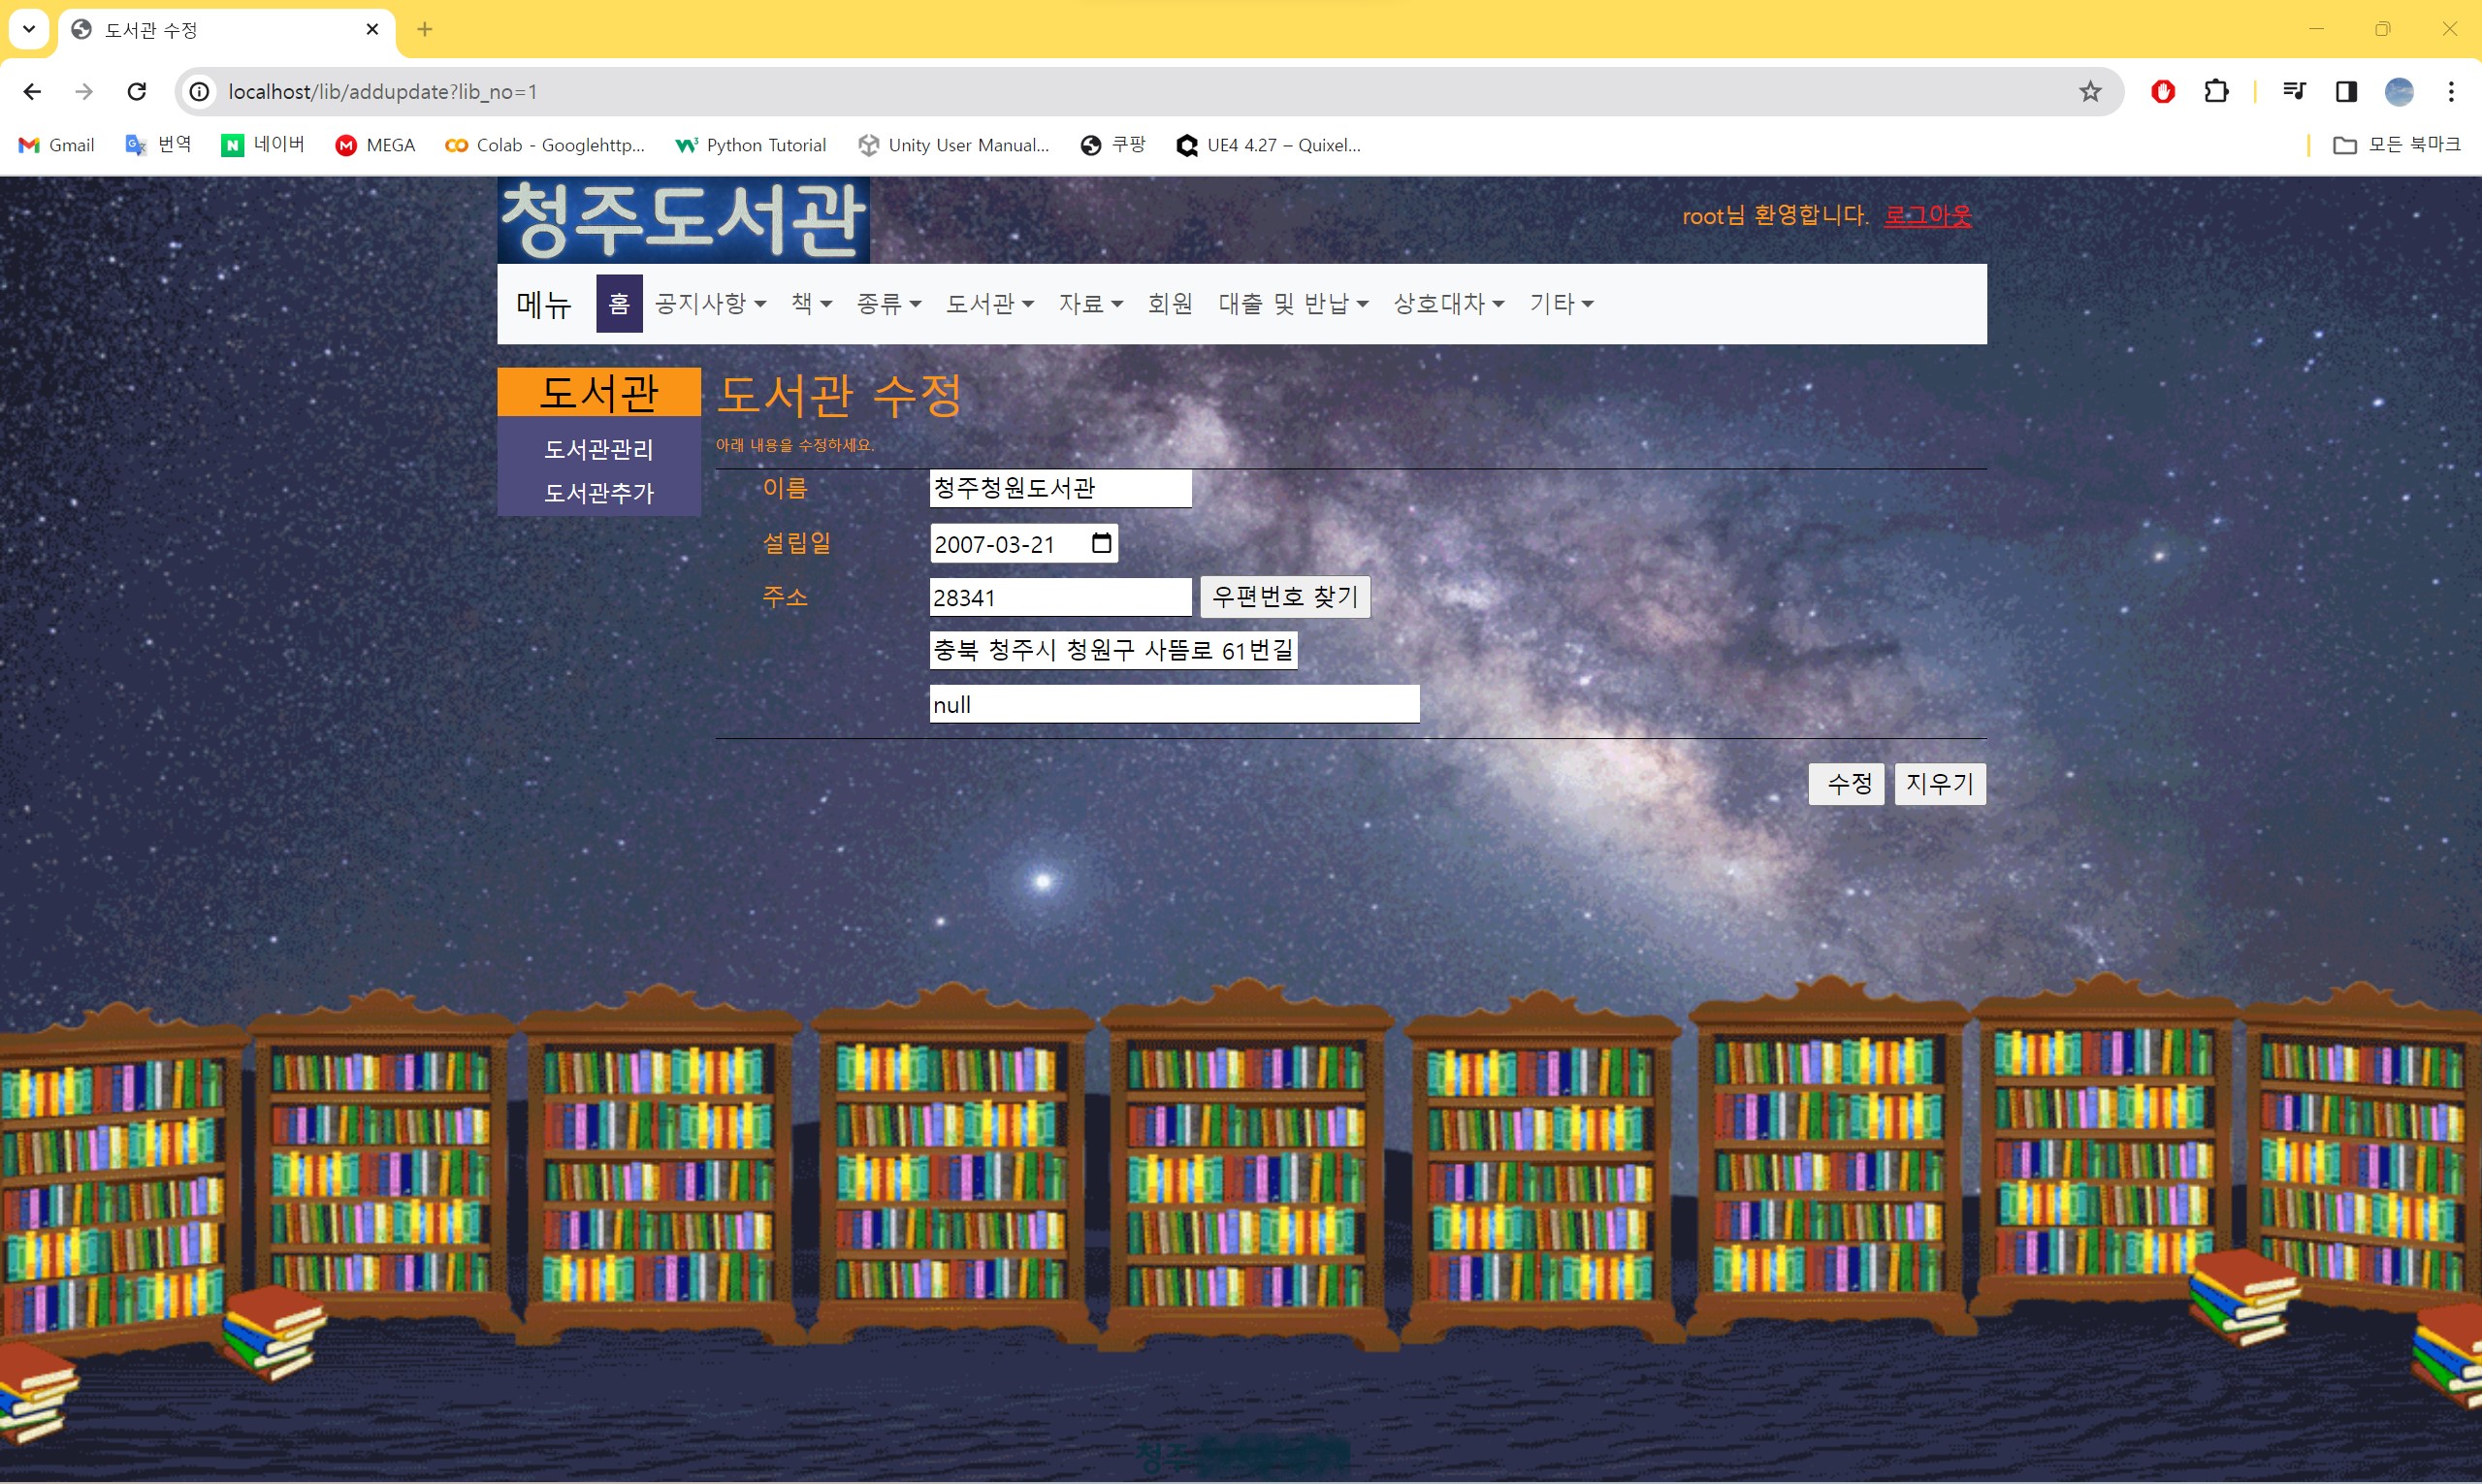 도서관 수정
localhost/lib/addupdate?lib_no=1
Gmail 번역 네이버 MEGA Colab - Googlehttp... Python Tutorial Unity User Manual... 쿠팡 UE4 4.27 – Quixel... 모든 북마크
청주도서관
root님 환영합니다. 로그아웃
메뉴 홈 공지사항 책 종류 도서관 자료 회원 대출 및 반납 상호대차 기타
도서관
도서관관리
도서관추가
도서관 수정
아래 내용을 수정하세요.
이름 청주청원도서관
설립일 2007-03-21
주소 28341 우편번호 찾기
충북 청주시 청원구 사뜸로 61번길
null
수정 지우기
청주